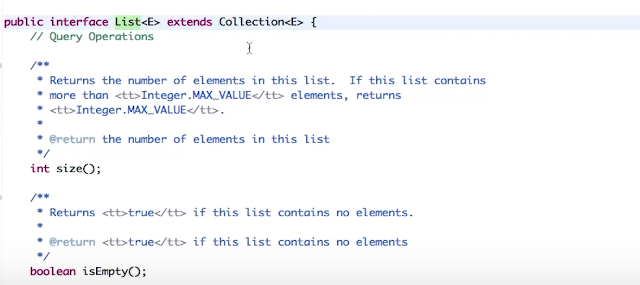 public interface List<E> extends Collection<E> {
// Query Operations
/**
* Returns the number of elements in this list.  If this list contains
* more than <tt>Integer.MAX_VALUE</tt> elements, returns
* <tt>Integer.MAX_VALUE</tt>.
*
* @return the number of elements in this list
*/
int size();
/**
* Returns <tt>true</tt> if this list contains no elements.
*
* @return <tt>true</tt> if this list contains no elements
*/
boolean isEmpty();